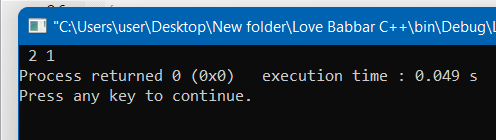 "C:\Users\user\Desktop\New folder\Love Babbar C++\bin\Debug\
2 1
Process returned 0 (0x0)   execution time : 0.049 s
Press any key to continue.